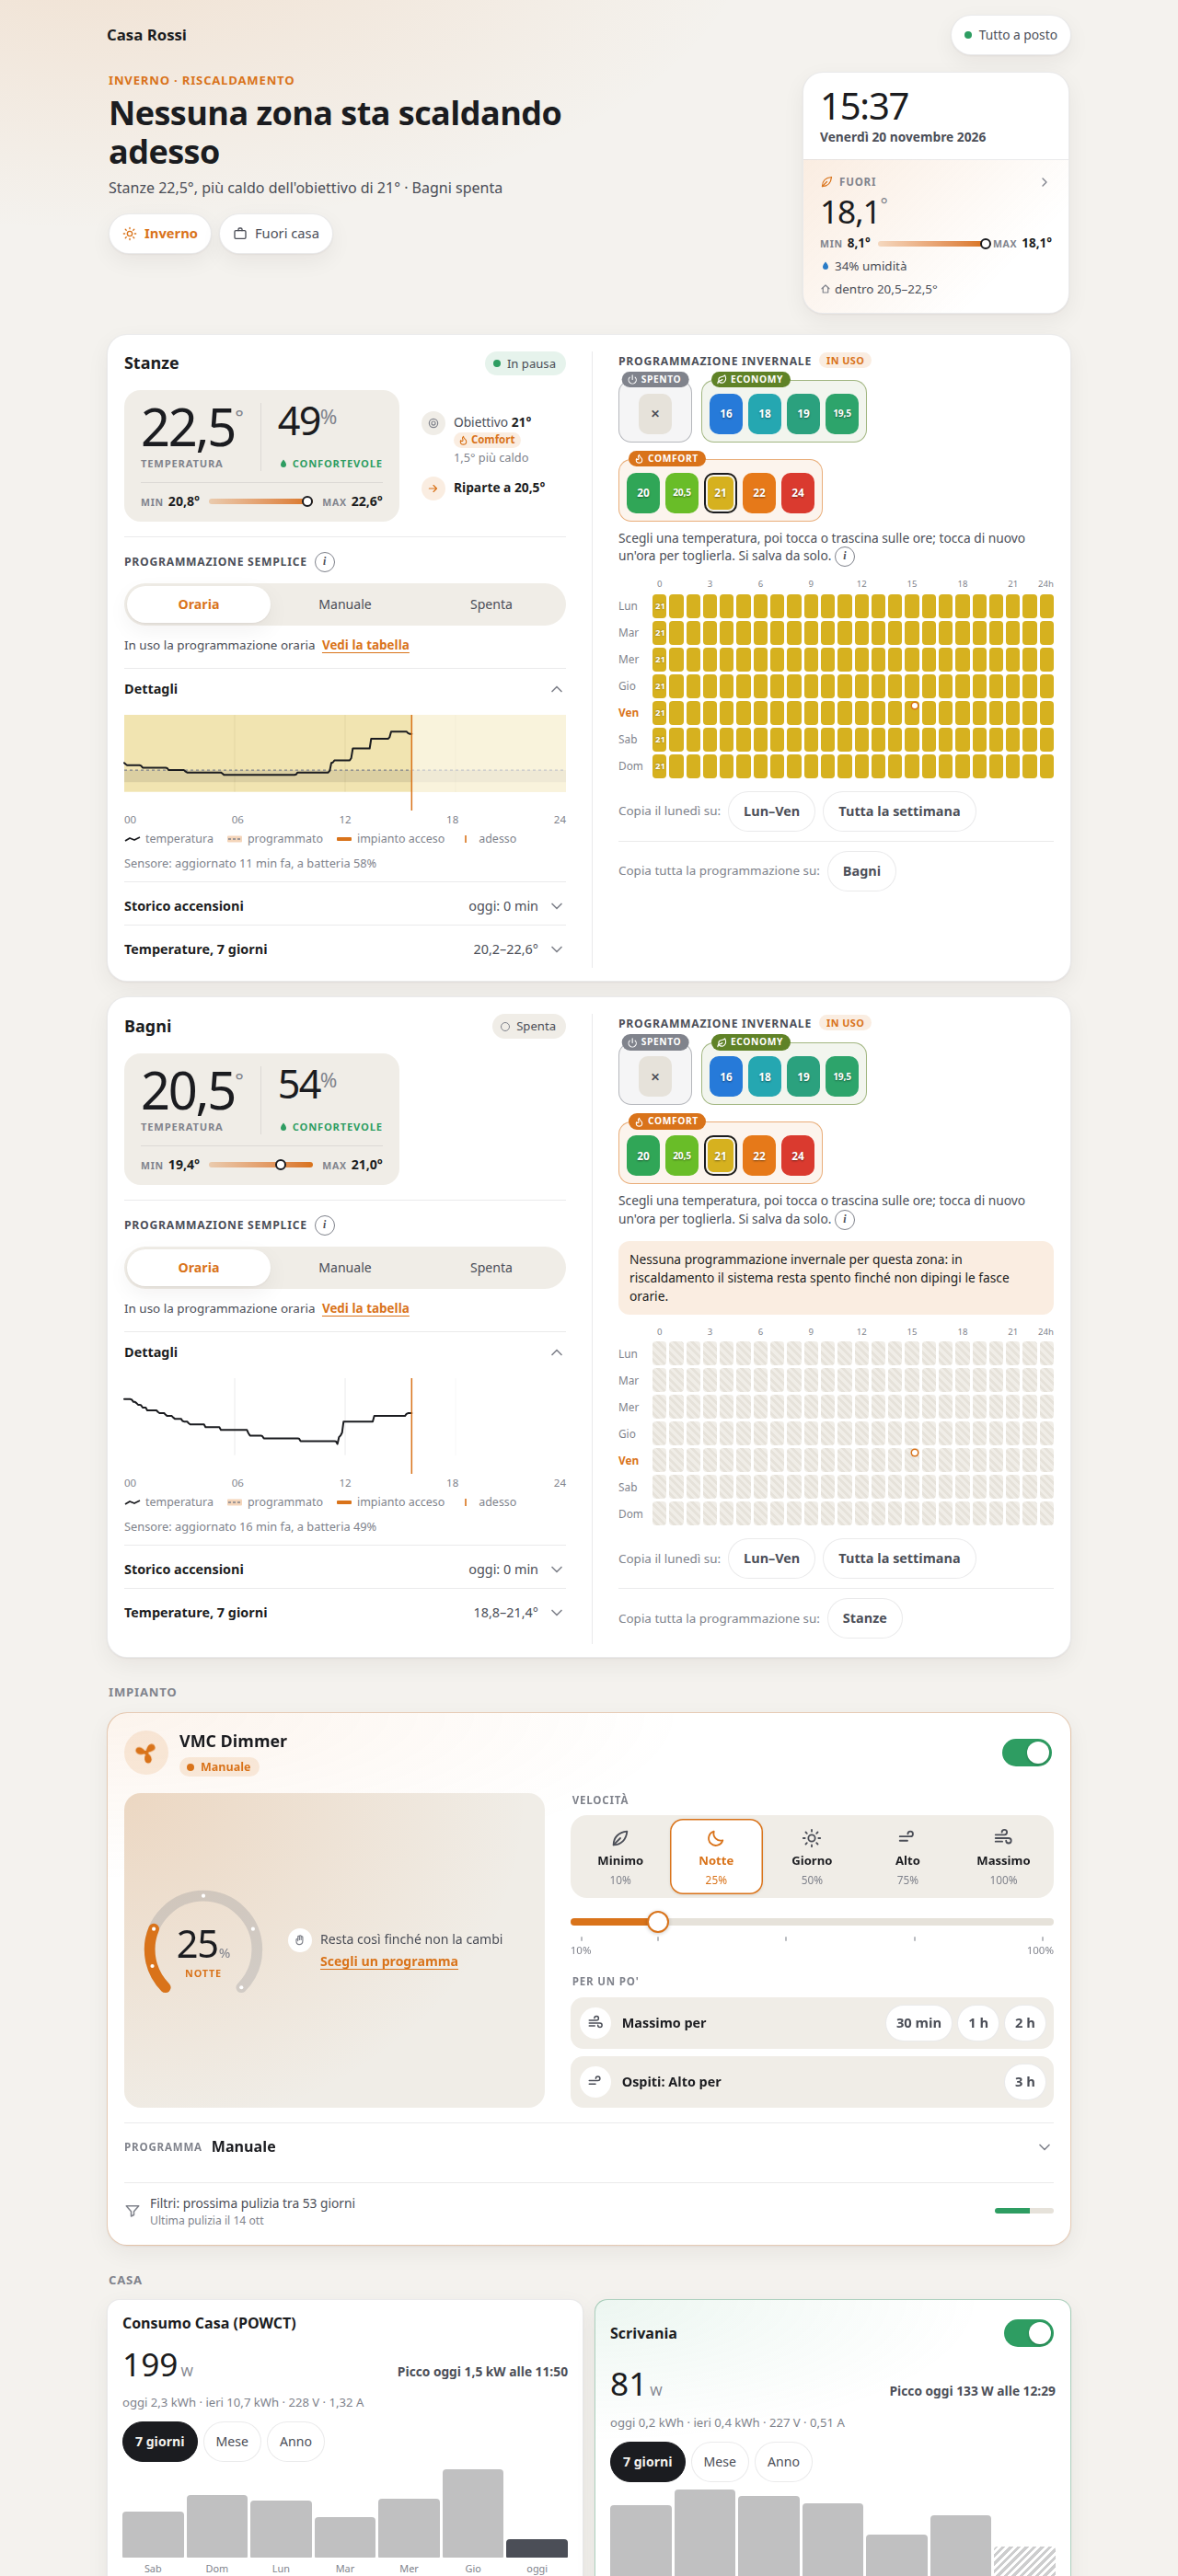 Casa Rossi
Tutto a posto
INVERNO · RISCALDAMENTO
Nessuna zona sta scaldando
adesso
Stanze 22,5°, più caldo dell'obiettivo di 21° · Bagni spenta
Inverno
Fuori casa
15:37
Venerdì 20 novembre 2026
FUORI
18,1°
MIN 8,1° MAX 18,1°
34% umidità
dentro 20,5–22,5°
Stanze
In pausa
22,5°
TEMPERATURA
49%
CONFORTEVOLE
MIN 20,8° MAX 22,6°
Obiettivo 21°
Comfort
1,5° più caldo
Riparte a 20,5°
PROGRAMMAZIONE SEMPLICE i
Oraria Manuale Spenta
In uso la programmazione oraria Vedi la tabella
Dettagli
00 06 12 18 24
temperatura programmato impianto acceso adesso
Sensore: aggiornato 11 min fa, a batteria 58%
Storico accensioni oggi: 0 min
Temperature, 7 giorni 20,2–22,6°
PROGRAMMAZIONE INVERNALE IN USO
SPENTO
×
ECONOMY
16 18 19 19,5
COMFORT
20 20,5 21 22 24
Scegli una temperatura, poi tocca o trascina sulle ore; tocca di nuovo
un'ora per toglierla. Si salva da solo. i
0 3 6 9 12 15 18 21 24h
Lun 21
Mar 21
Mer 21
Gio 21
Ven 21
Sab 21
Dom 21
Copia il lunedì su: Lun–Ven Tutta la settimana
Copia tutta la programmazione su: Bagni
Bagni
Spenta
20,5°
TEMPERATURA
54%
CONFORTEVOLE
MIN 19,4° MAX 21,0°
PROGRAMMAZIONE SEMPLICE i
Oraria Manuale Spenta
In uso la programmazione oraria Vedi la tabella
Dettagli
00 06 12 18 24
temperatura programmato impianto acceso adesso
Sensore: aggiornato 16 min fa, a batteria 49%
Storico accensioni oggi: 0 min
Temperature, 7 giorni 18,8–21,4°
PROGRAMMAZIONE INVERNALE IN USO
SPENTO
×
ECONOMY
16 18 19 19,5
COMFORT
20 20,5 21 22 24
Scegli una temperatura, poi tocca o trascina sulle ore; tocca di nuovo
un'ora per toglierla. Si salva da solo. i
Nessuna programmazione invernale per questa zona: in
riscaldamento il sistema resta spento finché non dipingi le fasce
orarie.
0 3 6 9 12 15 18 21 24h
Lun
Mar
Mer
Gio
Ven
Sab
Dom
Copia il lunedì su: Lun–Ven Tutta la settimana
Copia tutta la programmazione su: Stanze
IMPIANTO
VMC Dimmer
Manuale
25%
NOTTE
Resta così finché non la cambi
Scegli un programma
VELOCITÀ
Minimo Notte Giorno Alto Massimo
10% 25% 50% 75% 100%
10% 100%
PER UN PO'
Massimo per 30 min 1 h 2 h
Ospiti: Alto per 3 h
PROGRAMMA Manuale
Filtri: prossima pulizia tra 53 giorni
Ultima pulizia il 14 ott
CASA
Consumo Casa (POWCT)
199 W
Picco oggi 1,5 kW alle 11:50
oggi 2,3 kWh · ieri 10,7 kWh · 228 V · 1,32 A
7 giorni Mese Anno
Sab Dom Lun Mar Mer Gio oggi
Scrivania
81 W
Picco oggi 133 W alle 12:29
oggi 0,2 kWh · ieri 0,4 kWh · 227 V · 0,51 A
7 giorni Mese Anno